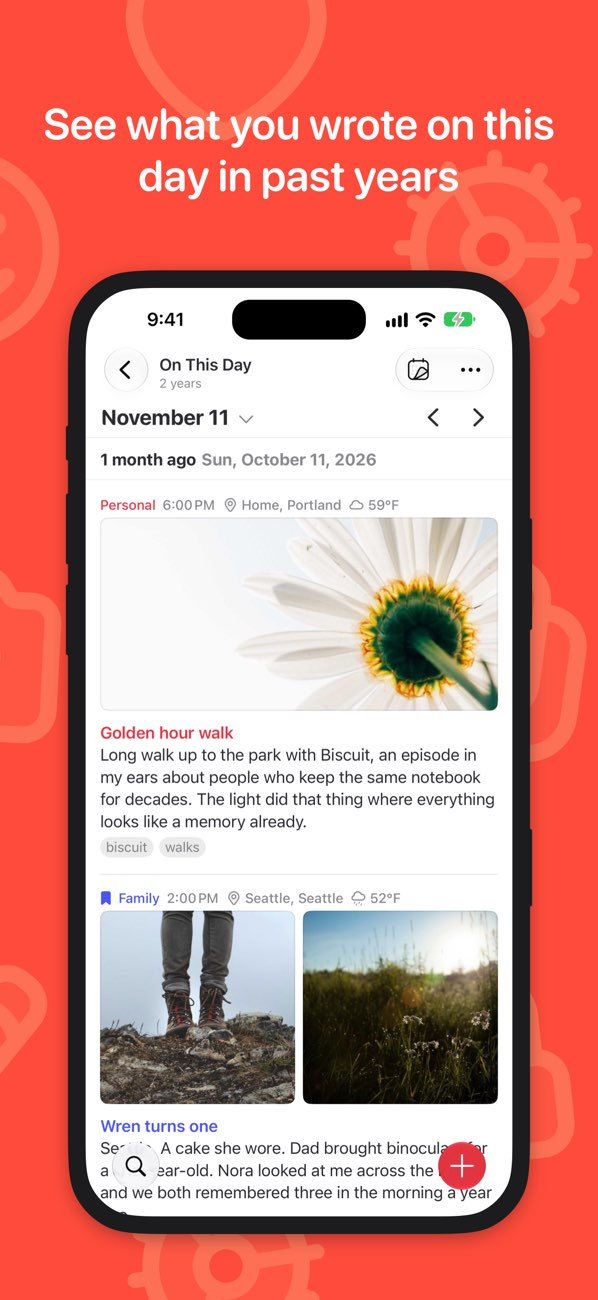 See what you wrote on this
day in past years
9:41
On This Day
2 years
November 11
1 month ago Sun, October 11, 2026
Personal 6:00 PM Home, Portland 59°F
Golden hour walk
Long walk up to the park with Biscuit, an episode in
my ears about people who keep the same notebook
for decades. The light did that thing where everything
looks like a memory already.
biscuit walks
Family 2:00 PM Seattle, Seattle 52°F
Wren turns one
A cake she wore. Dad brought
a year-old. Nora looked at me across the
and we both remembered three in the morning a year